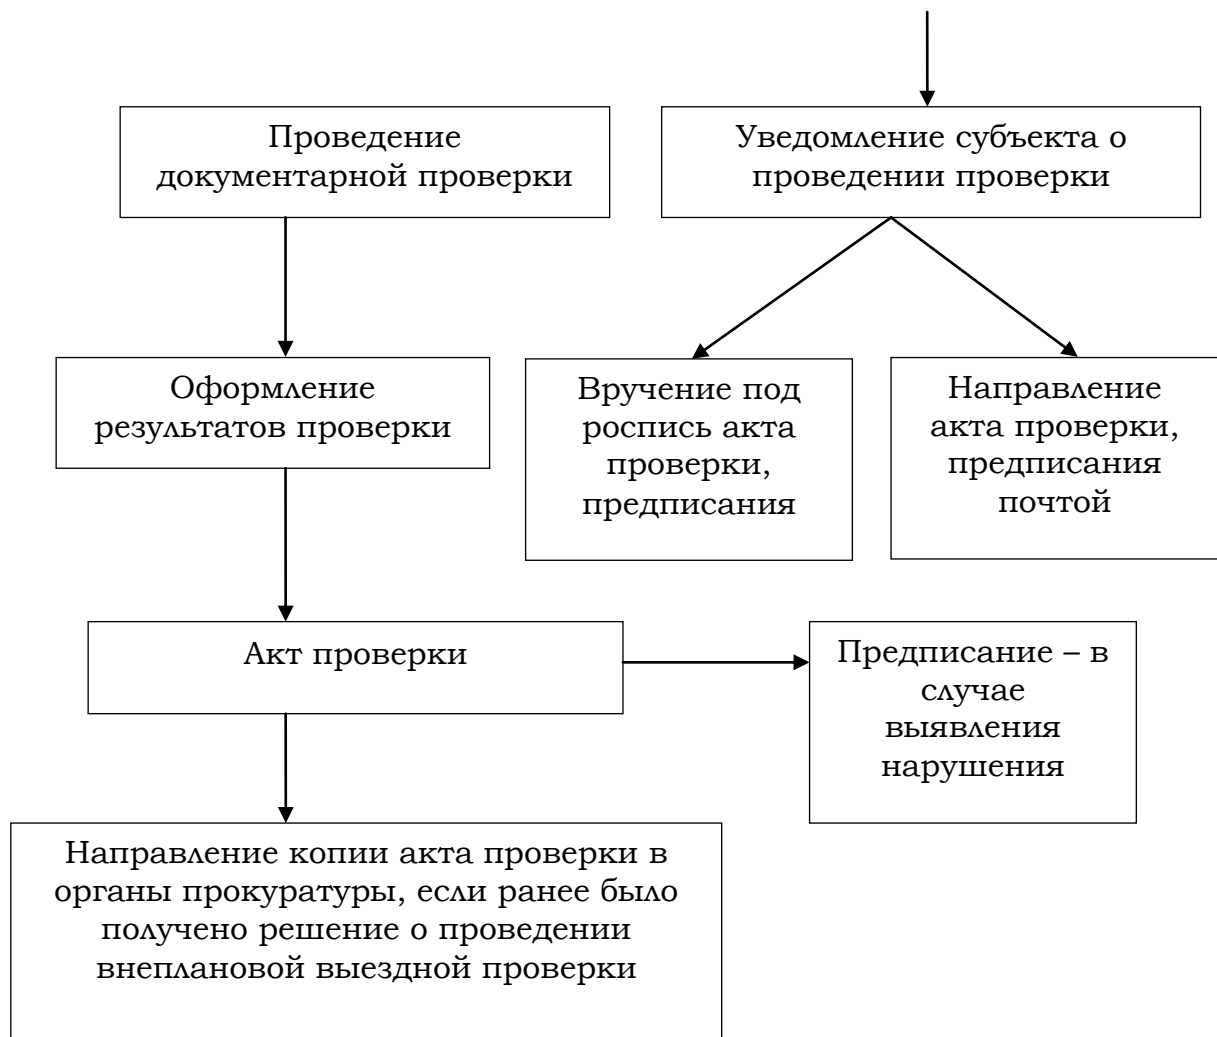 Проведение
документарной проверки
Уведомление субъекта о
проведении проверки
Оформление
результатов проверки
Вручение под
роспись акта
проверки,
предписания
Направление
акта проверки,
предписания
почтой
Акт проверки
Предписание – в
случае
выявления
нарушения
Направление копии акта проверки в
органы прокуратуры, если ранее было
получено решение о проведении
внеплановой выездной проверки